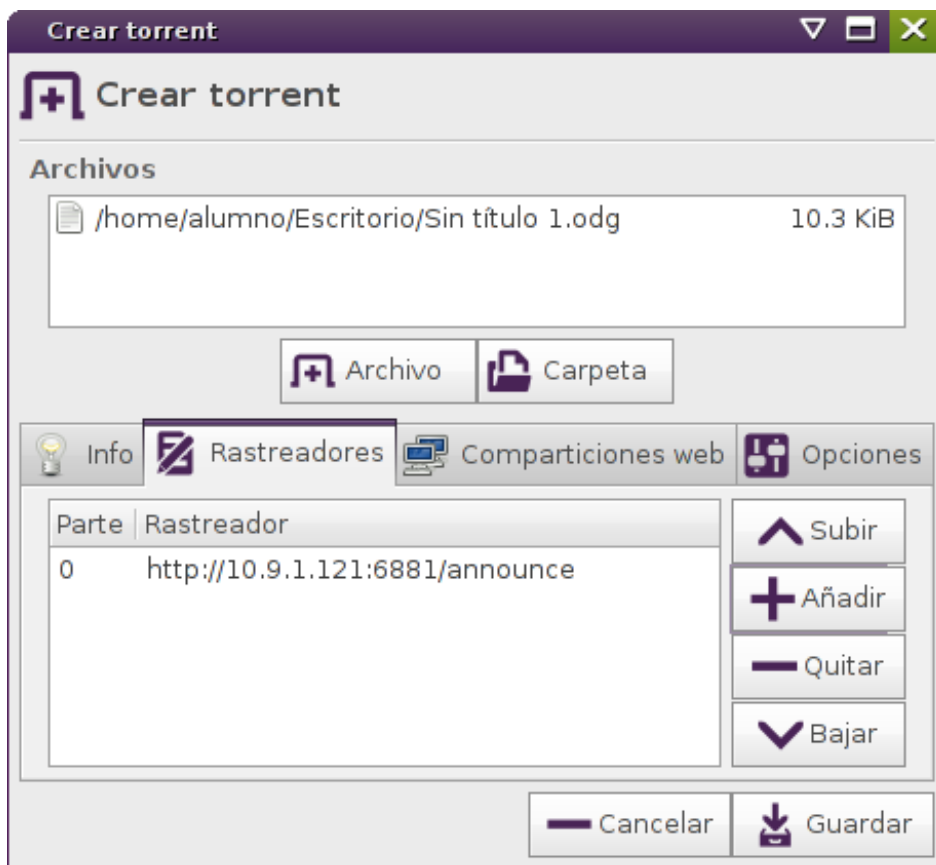 Crear torrent
Crear torrent
Archivos
/home/alumno/Escritorio/Sin título 1.odg 10.3 KiB
Archivo Carpeta
Info Rastreadores Comparticiones web Opciones
Parte Rastreador
0 http://10.9.1.121:6881/announce
Subir
Añadir
Quitar
Bajar
Cancelar Guardar